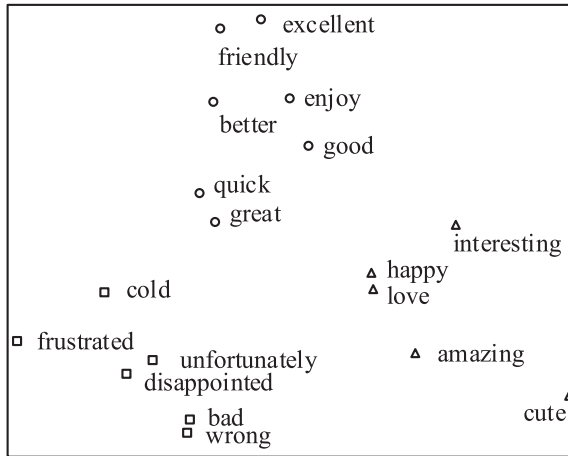 excellent
friendly
enjoy
better
good
quick
great
interesting
happy
love
cold
frustrated
unfortunately
amazing
disappointed
cute
bad
wrong